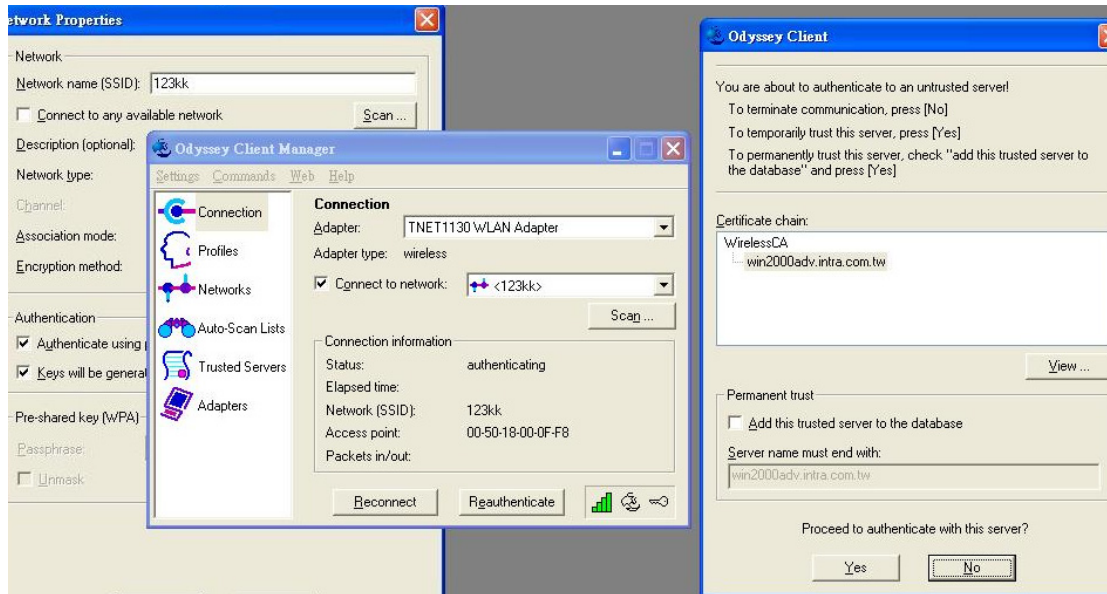 etwork Properties
Network
Network name (SSID): 123kk
Connect to any available network
Scan ...
Description (optional):
Network type:
Channel:
Association mode:
Encryption method:
Authentication
Authenticate using
Keys will be generat
Pre-shared key (WPA)
Passphrase:
Unmask
Odyssey Client Manager
Settings Commands Web Help
Connection
Profiles
Networks
Auto-Scan Lists
Trusted Servers
Adapters
Connection
Adapter: TNET1130 WLAN Adapter
Adapter type: wireless
Connect to network: <123kk>
Scan ...
Connection information
Status: authenticating
Elapsed time:
Network (SSID): 123kk
Access point: 00-50-18-00-0F-F8
Packets in/out:
Reconnect Reauthenticate
Odyssey Client
You are about to authenticate to an untrusted server!
To terminate communication, press [No]
To temporarily trust this server, press [Yes]
To permanently trust this server, check "add this trusted server to
the database" and press [Yes]
Certificate chain:
WirelessCA
win2000adv.intra.com.tw
View ...
Permanent trust
Add this trusted server to the database
Server name must end with:
win2000adv.intra.com.tw
Proceed to authenticate with this server?
Yes No